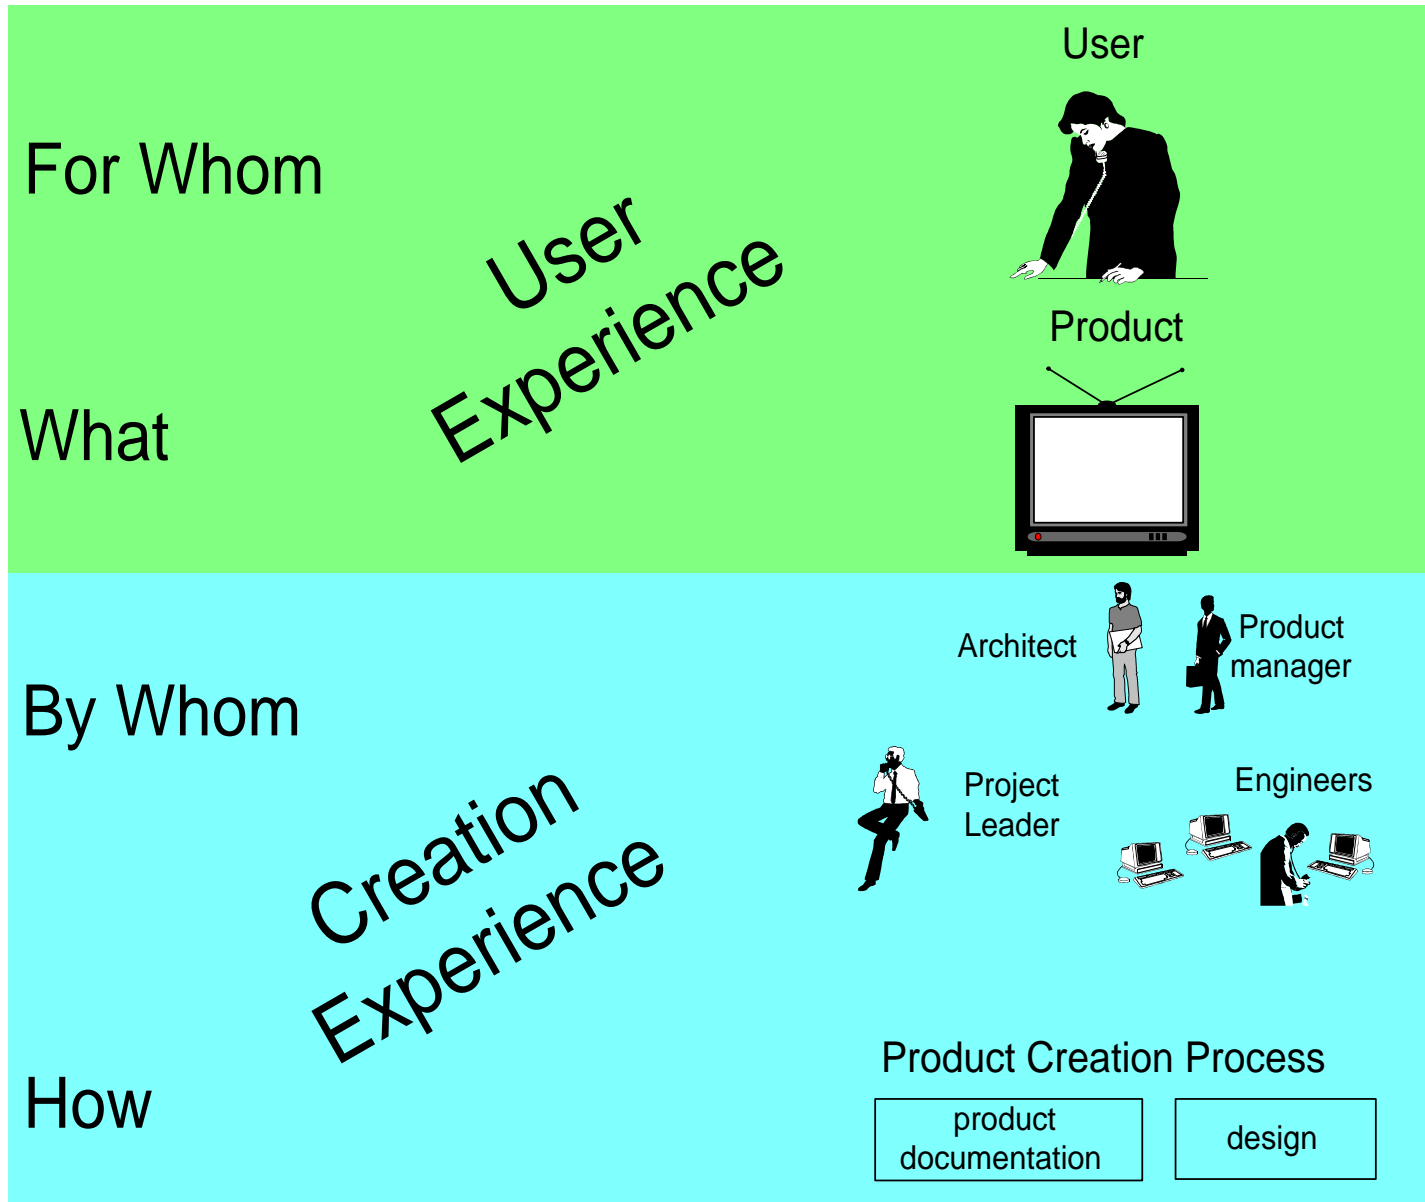 User
For Whom
User
Experience
Product
What
Architect
Product
manager
By Whom
Project
Leader
Engineers
Creation
Experience
Product Creation Process
How
product
documentation
design